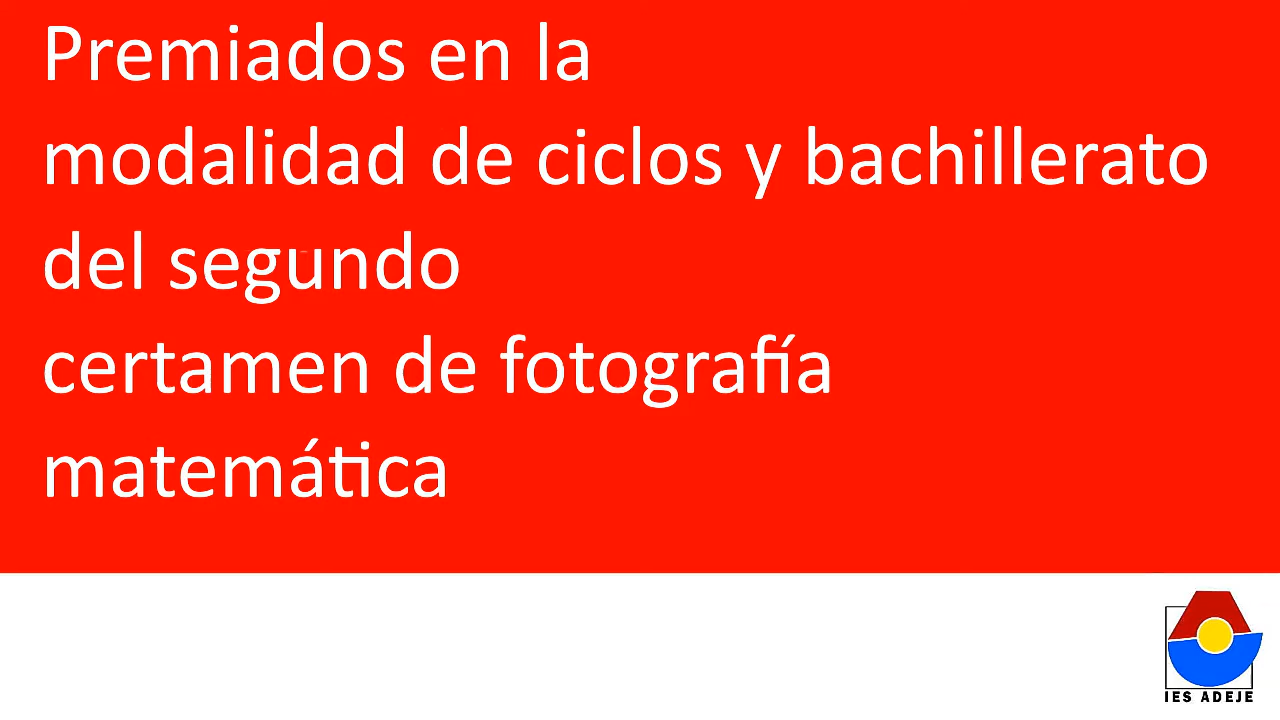 Premiados en la
modalidad de ciclos y bachillerato
del segundo
certamen de fotografía
matemática
IES ADEJE